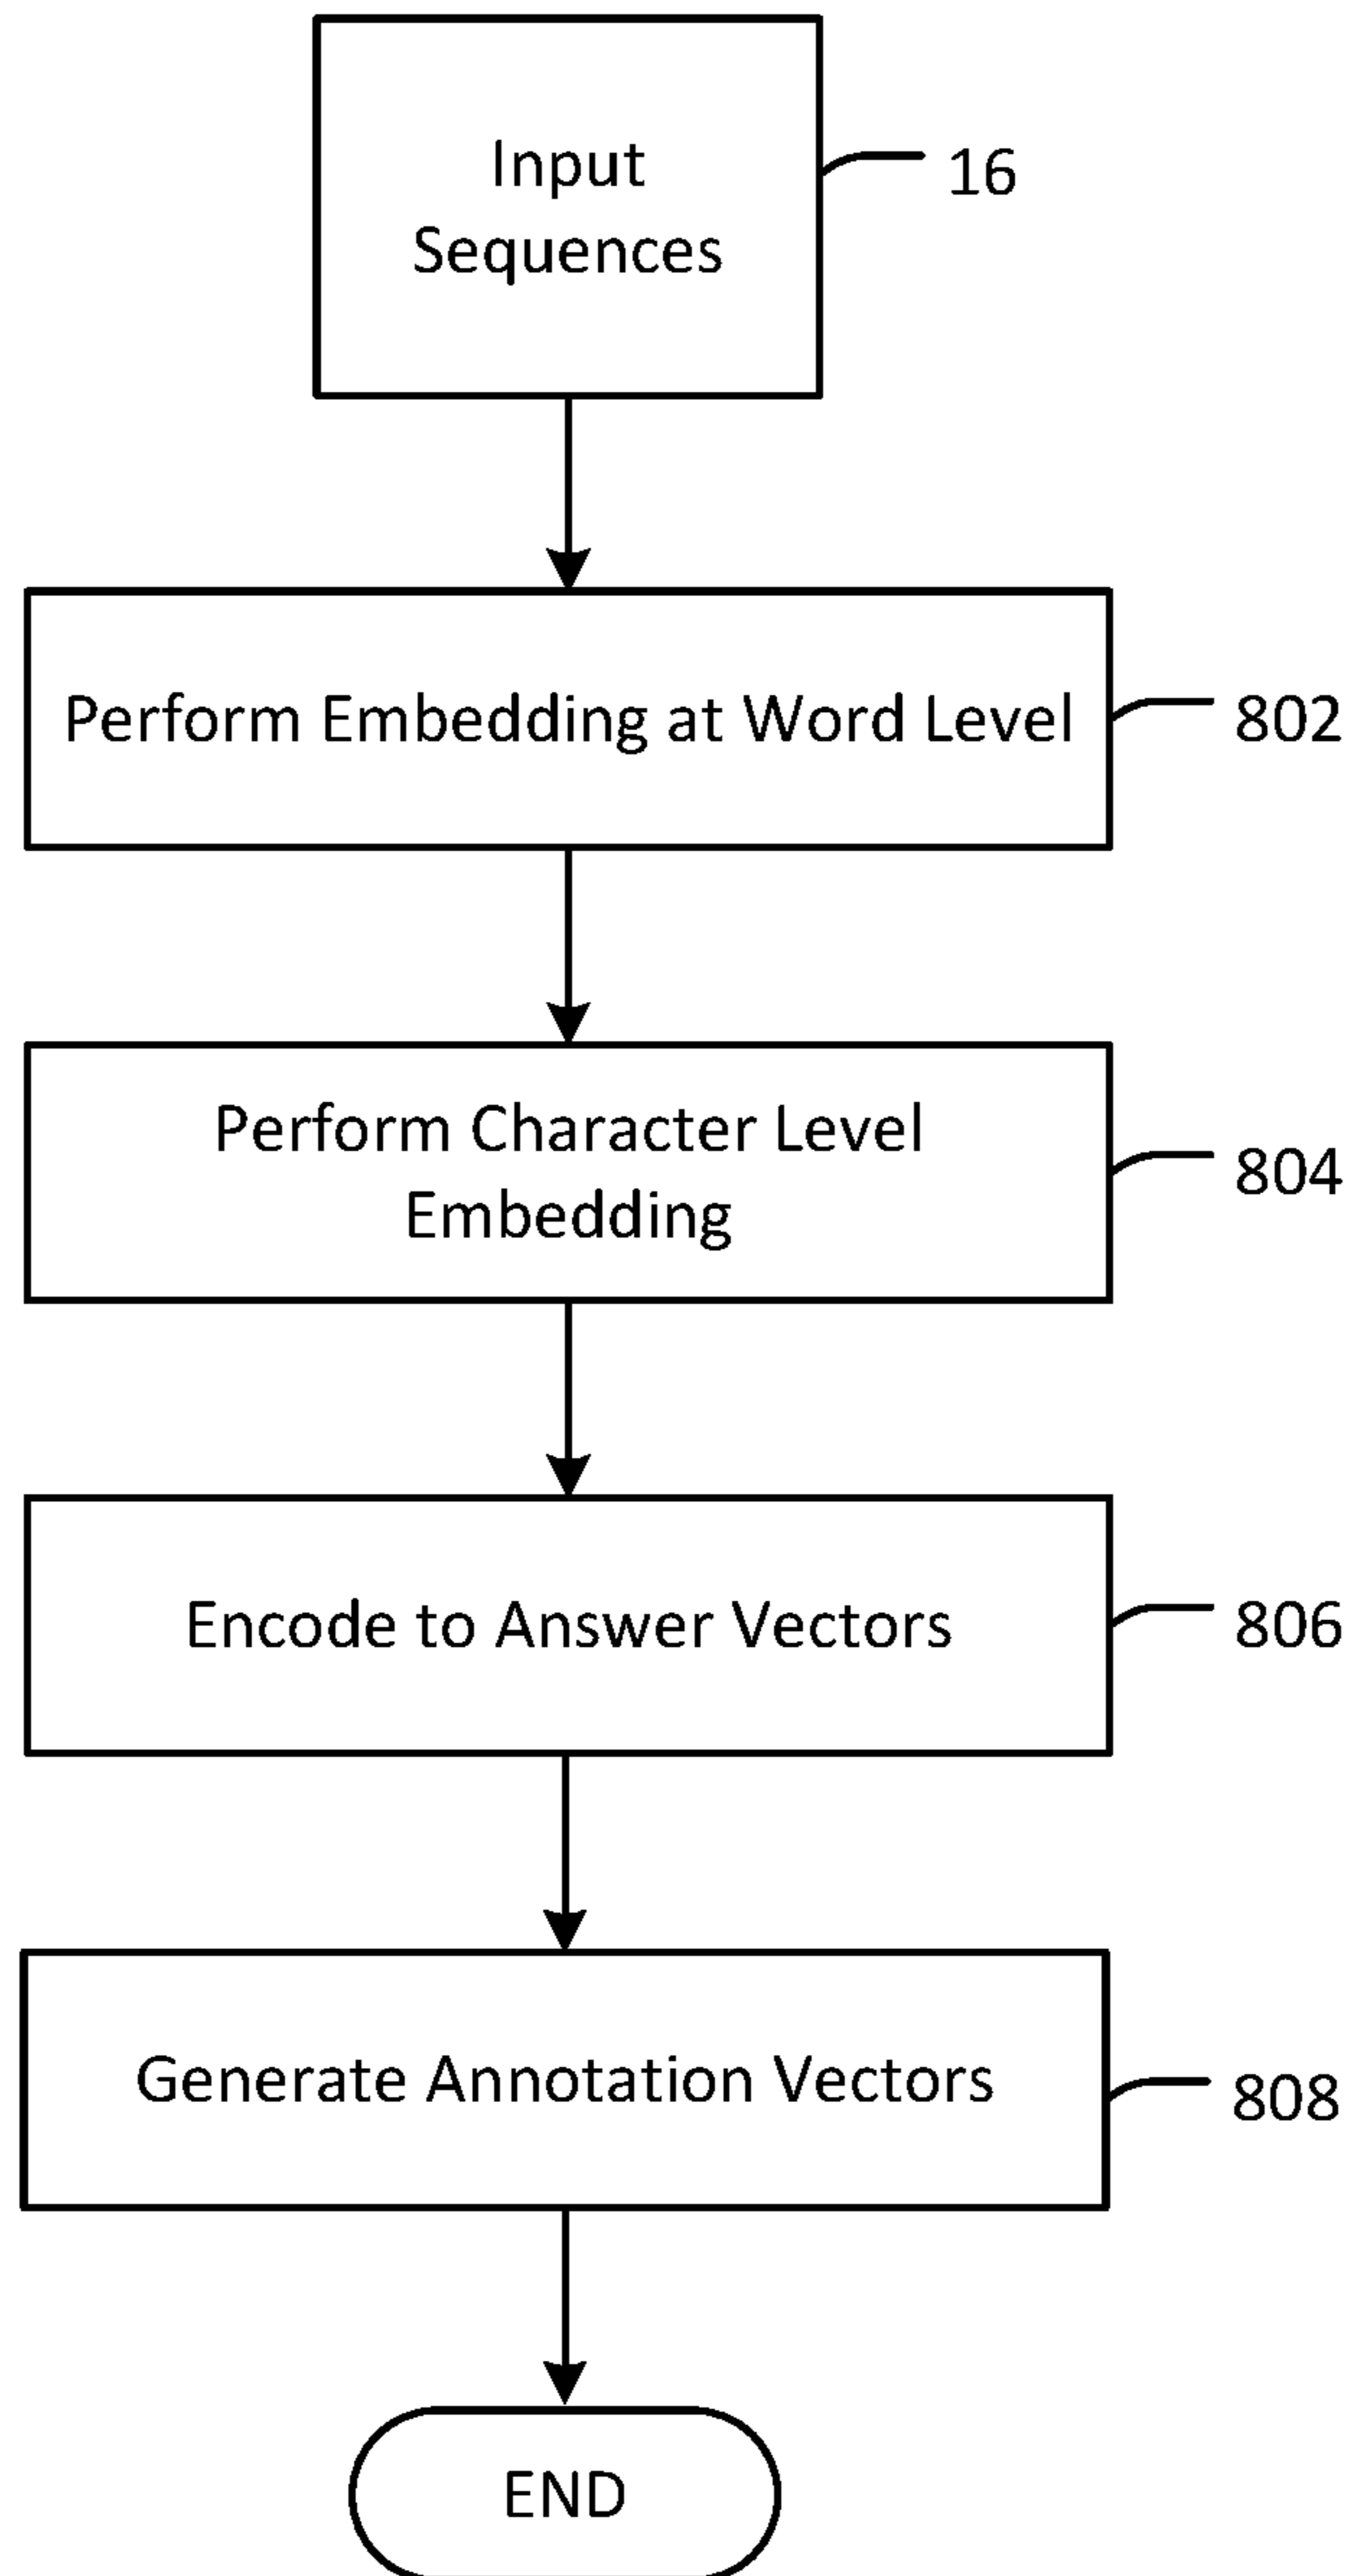 Input
Sequences
16
Perform Embedding at Word Level
802
Perform Character Level
Embedding
804
Encode to Answer Vectors
806
Generate Annotation Vectors
808
END